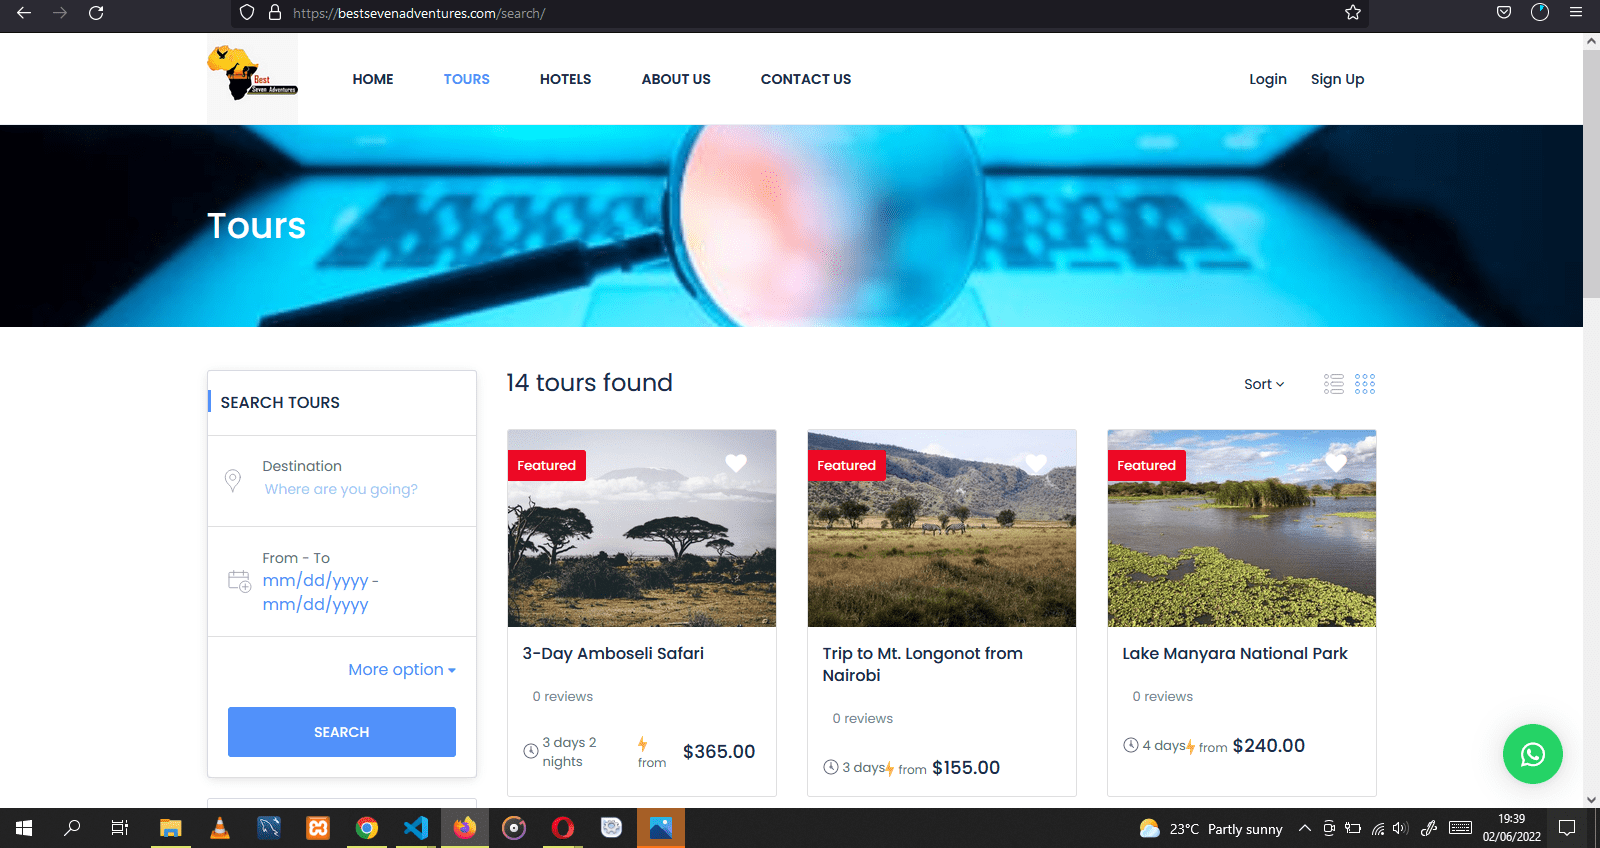 https://bestsevenadventures.com/search/
Best
Seven Adventures
HOME
TOURS
HOTELS
ABOUT US
CONTACT US
Login
Sign Up
Tours
SEARCH TOURS
Destination
Where are you going?
From - To
mm/dd/yyyy -
mm/dd/yyyy
More option
SEARCH
14 tours found
Sort
Featured
3-Day Amboseli Safari
0 reviews
3 days 2
nights
from
$365.00
Featured
Trip to Mt. Longonot from
Nairobi
0 reviews
3 days
from
$155.00
Featured
Lake Manyara National Park
0 reviews
4 days
from
$240.00
23°C Partly sunny
19:39
02/06/2022